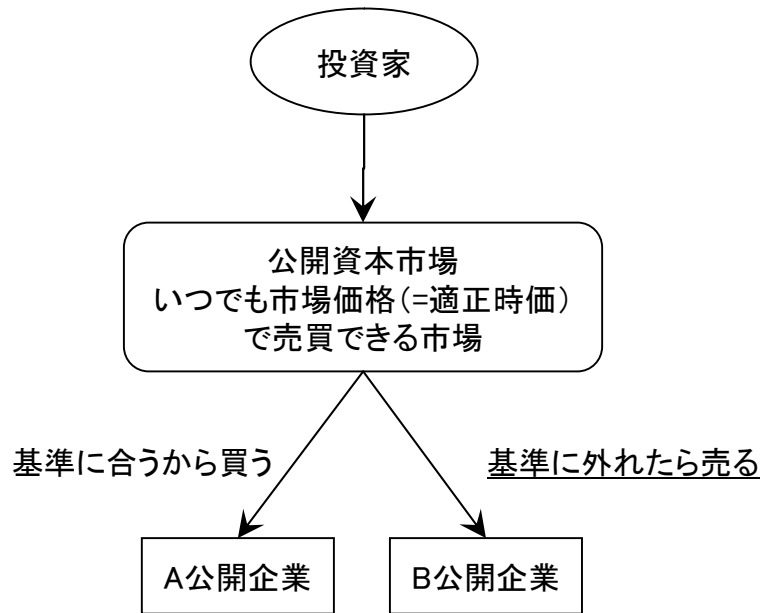 投資家
公開資本市場
いつでも市場価格(=適正時価)
で売買できる市場
基準に合うから買う
基準に外れたら売る
A公開企業
B公開企業